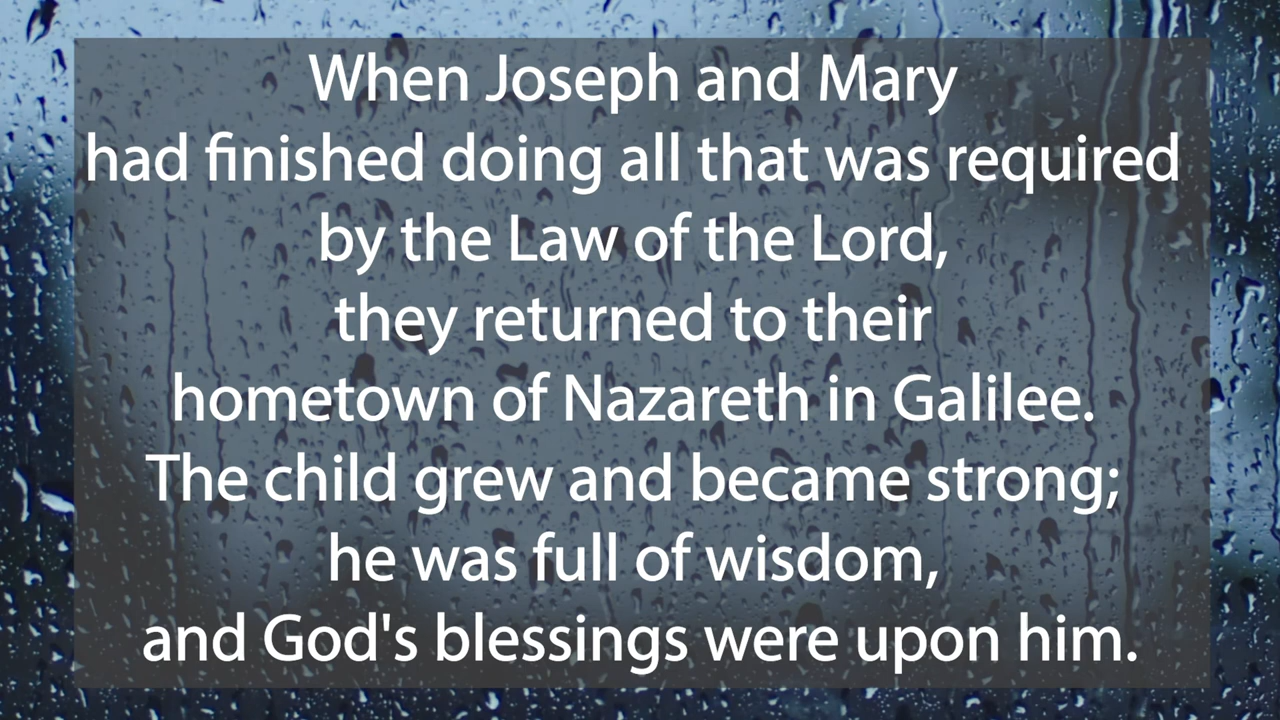 When Joseph and Mary
had finished doing all that was required
by the Law of the Lord,
they returned to their
hometown of Nazareth in Galilee.
The child grew and became strong;
he was full of wisdom,
and God's blessings were upon him.